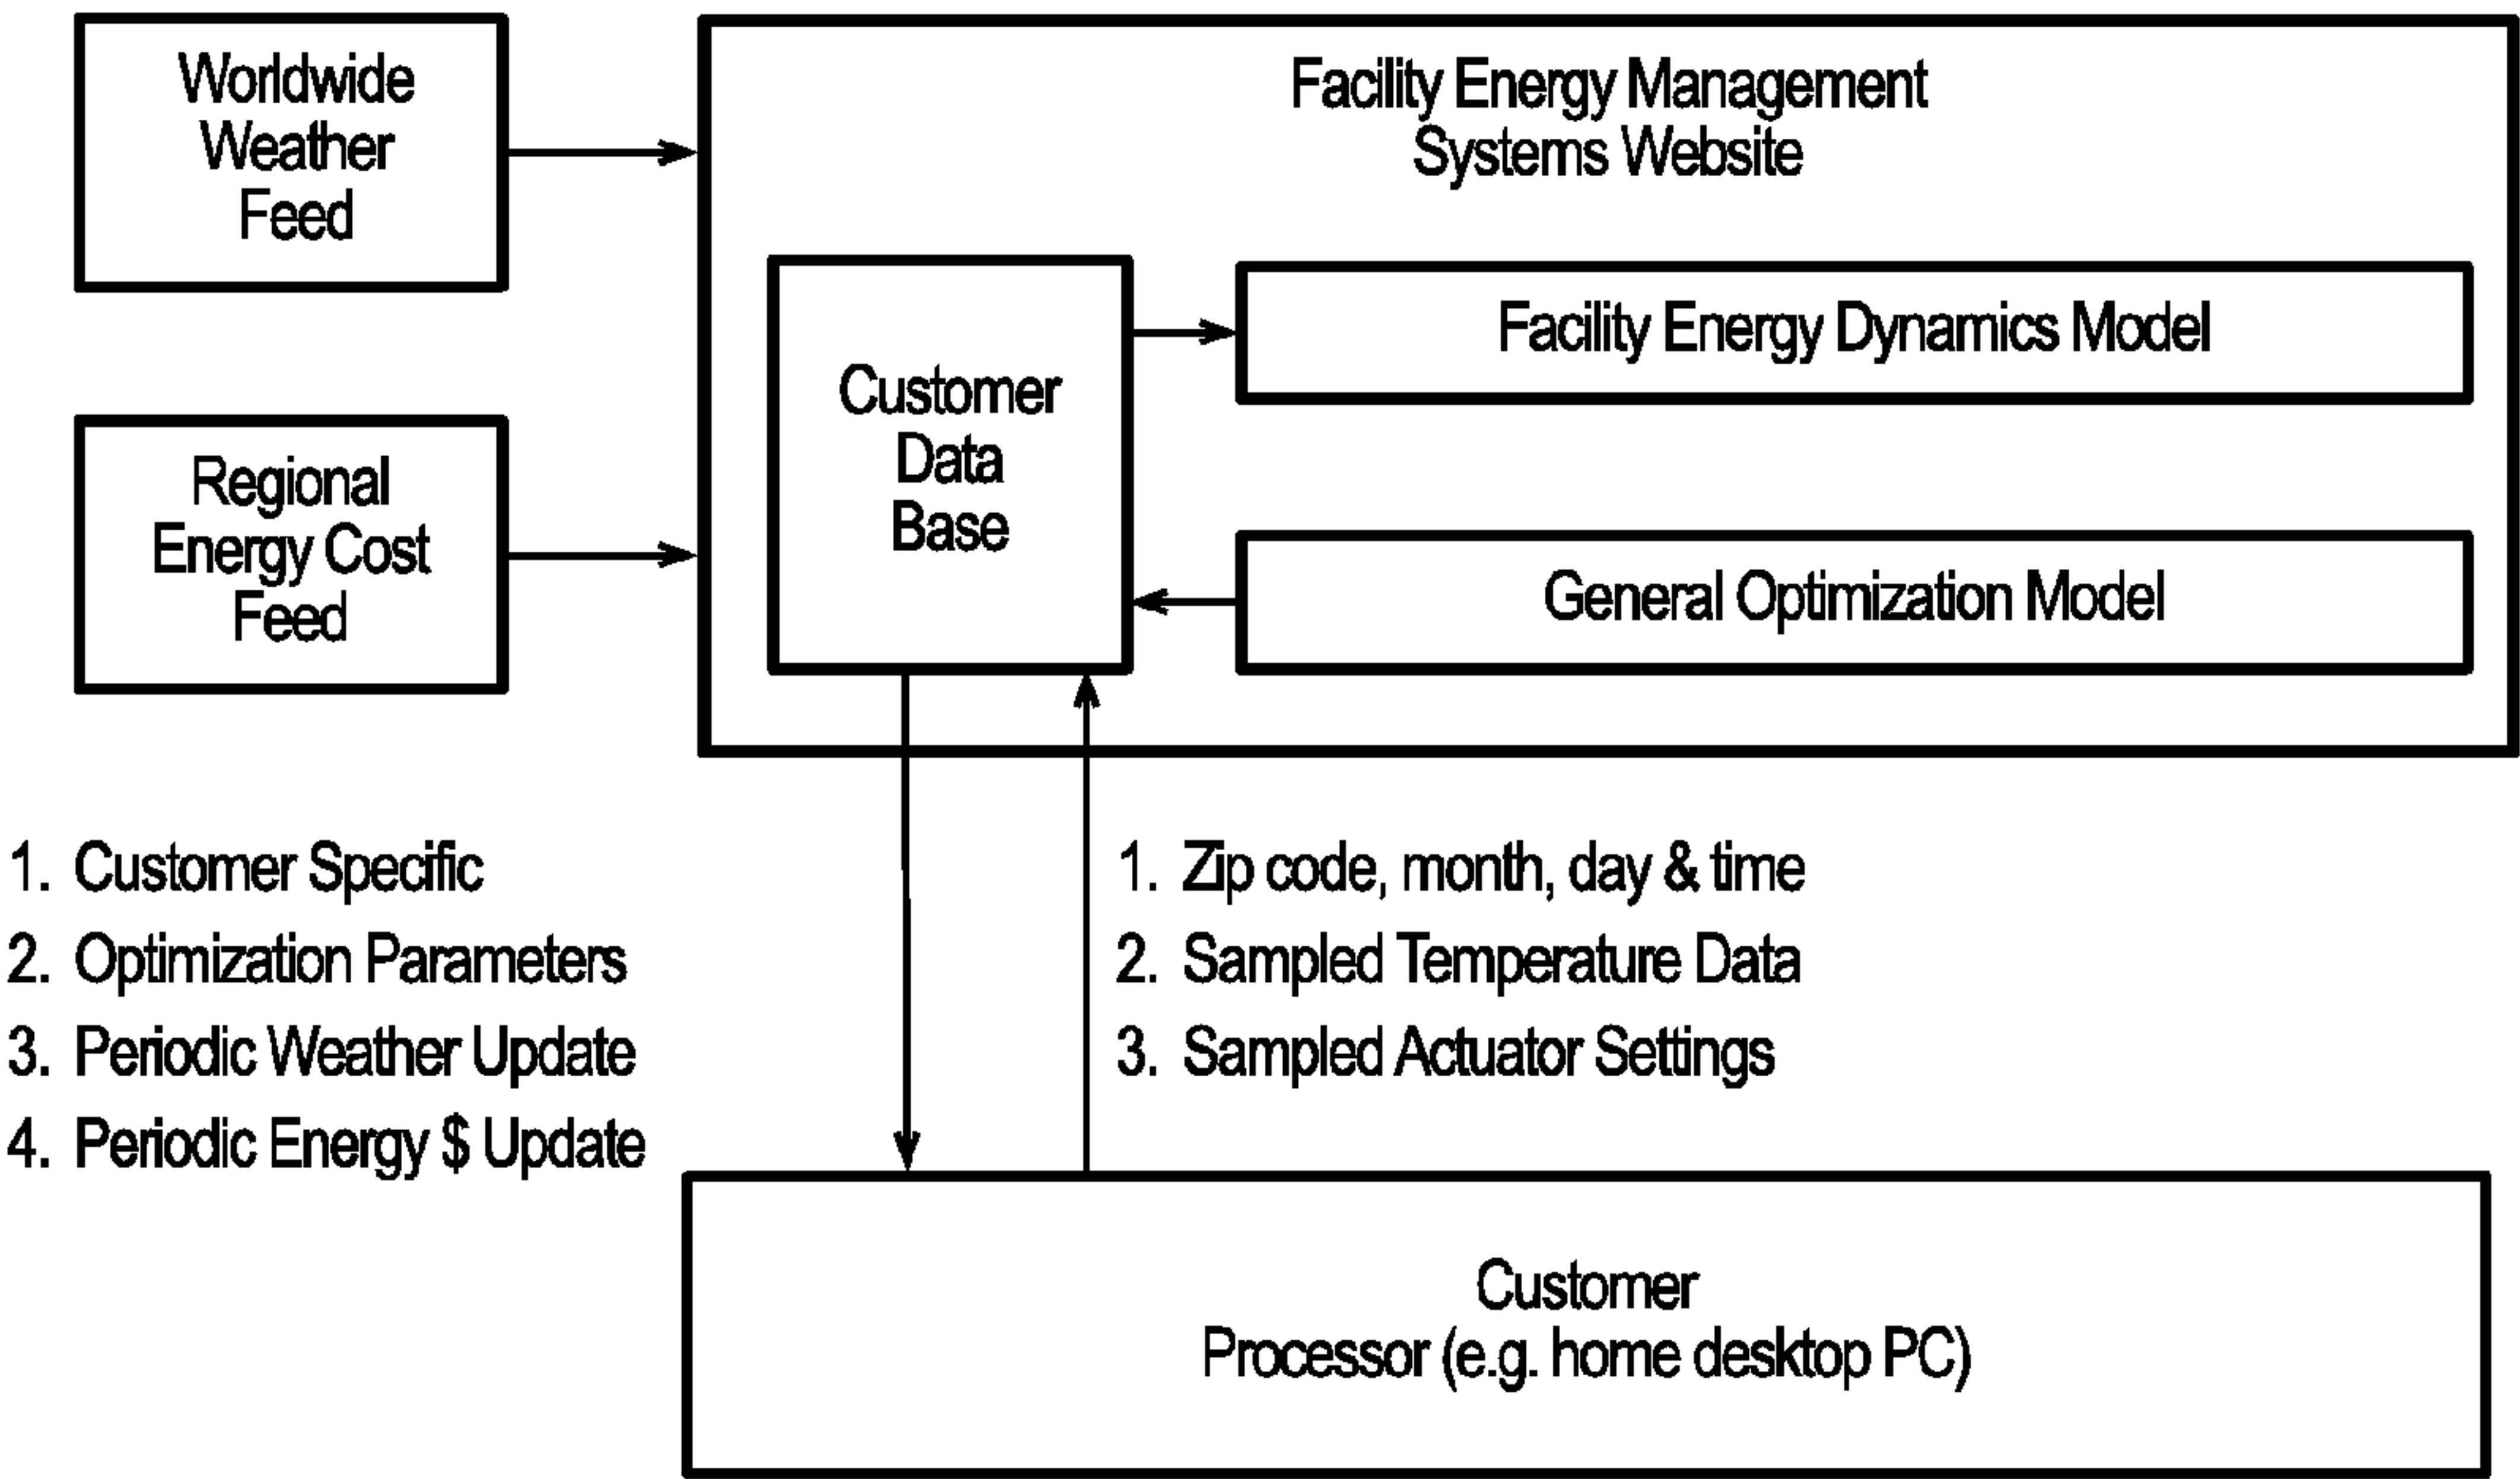 Worldwide
Weather
Feed
Facility Energy Management
Systems Website
Customer
Data
Base
Facility Energy Dynamics Model
General Optimization Model
Regional
Energy Cost
Feed
1. Customer Specific
2. Optimization Parameters
3. Periodic Weather Update
4. Periodic Energy $ Update
1. Zip code, month, day & time
2. Sampled Temperature Data
3. Sampled Actuator Settings
Customer
Processor (e.g. home desktop PC)